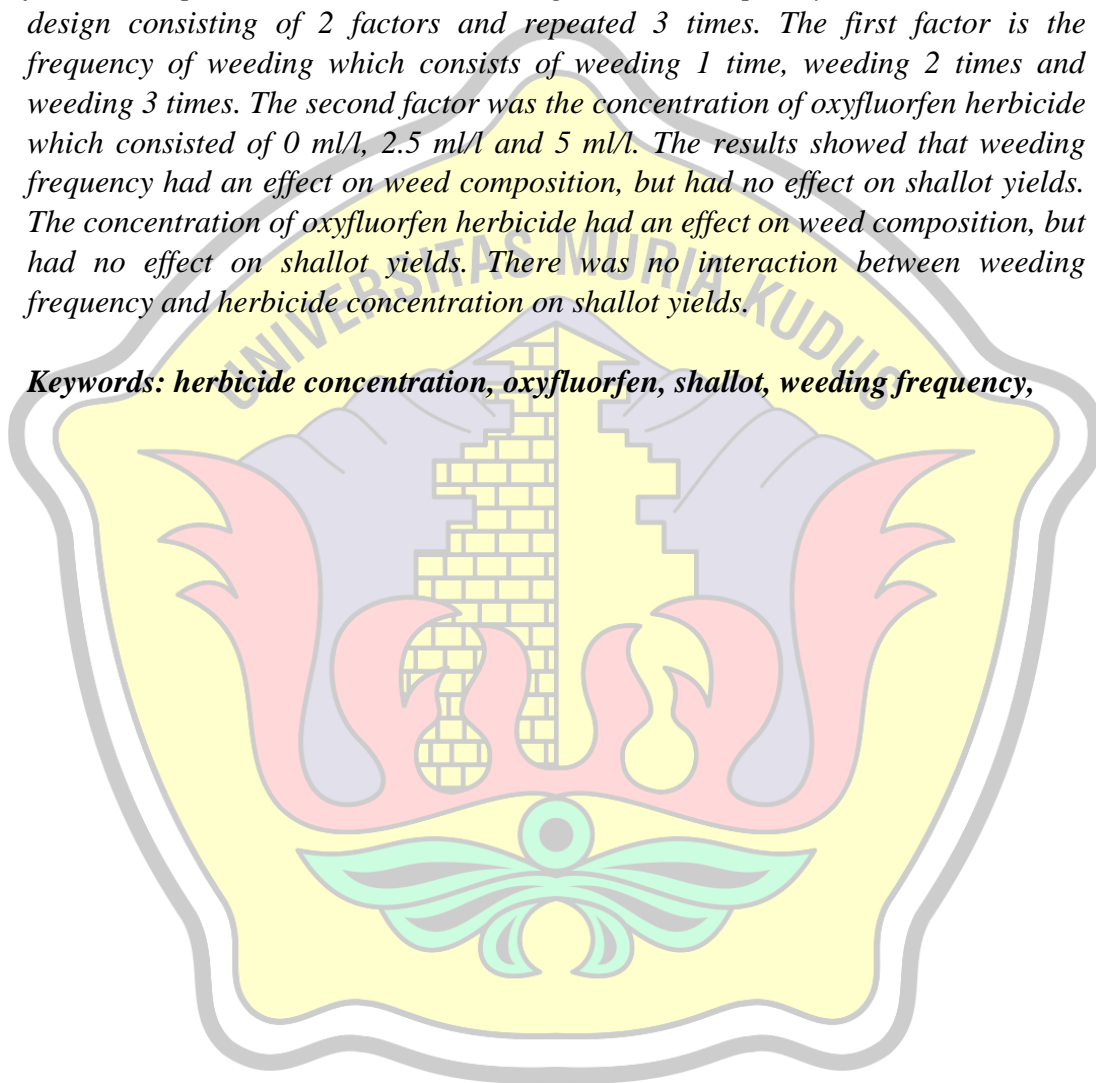 design consisting of 2 factors and repeated 3 times. The first factor is the
frequency of weeding which consists of weeding 1 time, weeding 2 times and
weeding 3 times. The second factor was the concentration of oxyfluorfen herbicide
which consisted of 0 ml/l, 2.5 ml/l and 5 ml/l. The results showed that weeding
frequency had an effect on weed composition, but had no effect on shallot yields.
The concentration of oxyfluorfen herbicide had an effect on weed composition, but
had no effect on shallot yields. There was no interaction between weeding
frequency and herbicide concentration on shallot yields.
Keywords: herbicide concentration, oxyfluorfen, shallot, weeding frequency,
UNIVERSITAS MURIA KUDUS